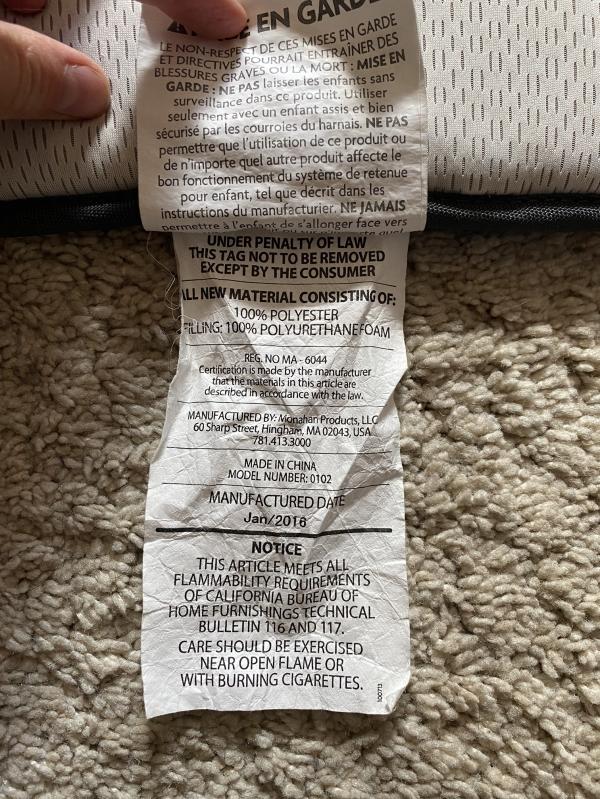 EN GARDE
LE NON-RESPECT DE CES MISES EN GARDE
ET DIRECTIVES POURRAIT ENTRAÎNER DES
BLESSURES GRAVES OU LA MORT : MISE EN
GARDE : NE PAS laisser les enfants sans
surveillance dans ce produit. Utiliser
seulement avec un enfant assis et bien
sécurisé par les courroies du harnais. NE PAS
permettre que l'utilisation de ce produit ou
de n'importe quel autre produit affecte le
bon fonctionnement du système de retenue
pour enfant, tel que décrit dans les
instructions du manufacturier. NE JAMAIS
permettre à l'enfant de s'allonger face vers
UNDER PENALTY OF LAW
THIS TAG NOT TO BE REMOVED
EXCEPT BY THE CONSUMER
ALL NEW MATERIAL CONSISTING OF:
100% POLYESTER
FILLING: 100% POLYURETHANE FOAM
REG. NO MA - 6044
Certification is made by the manufacturer
that the materials in this article are
described in accordance with the law.
MANUFACTURED BY: Monahan Products, LLC
60 Sharp Street, Hingham, MA 02043, USA
781.413.3000
MADE IN CHINA
MODEL NUMBER: 0102
MANUFACTURED DATE
Jan/2016
NOTICE
THIS ARTICLE MEETS ALL
FLAMMABILITY REQUIREMENTS
OF CALIFORNIA BUREAU OF
HOME FURNISHINGS TECHNICAL
BULLETIN 116 AND 117.
CARE SHOULD BE EXERCISED
NEAR OPEN FLAME OR
WITH BURNING CIGARETTES.